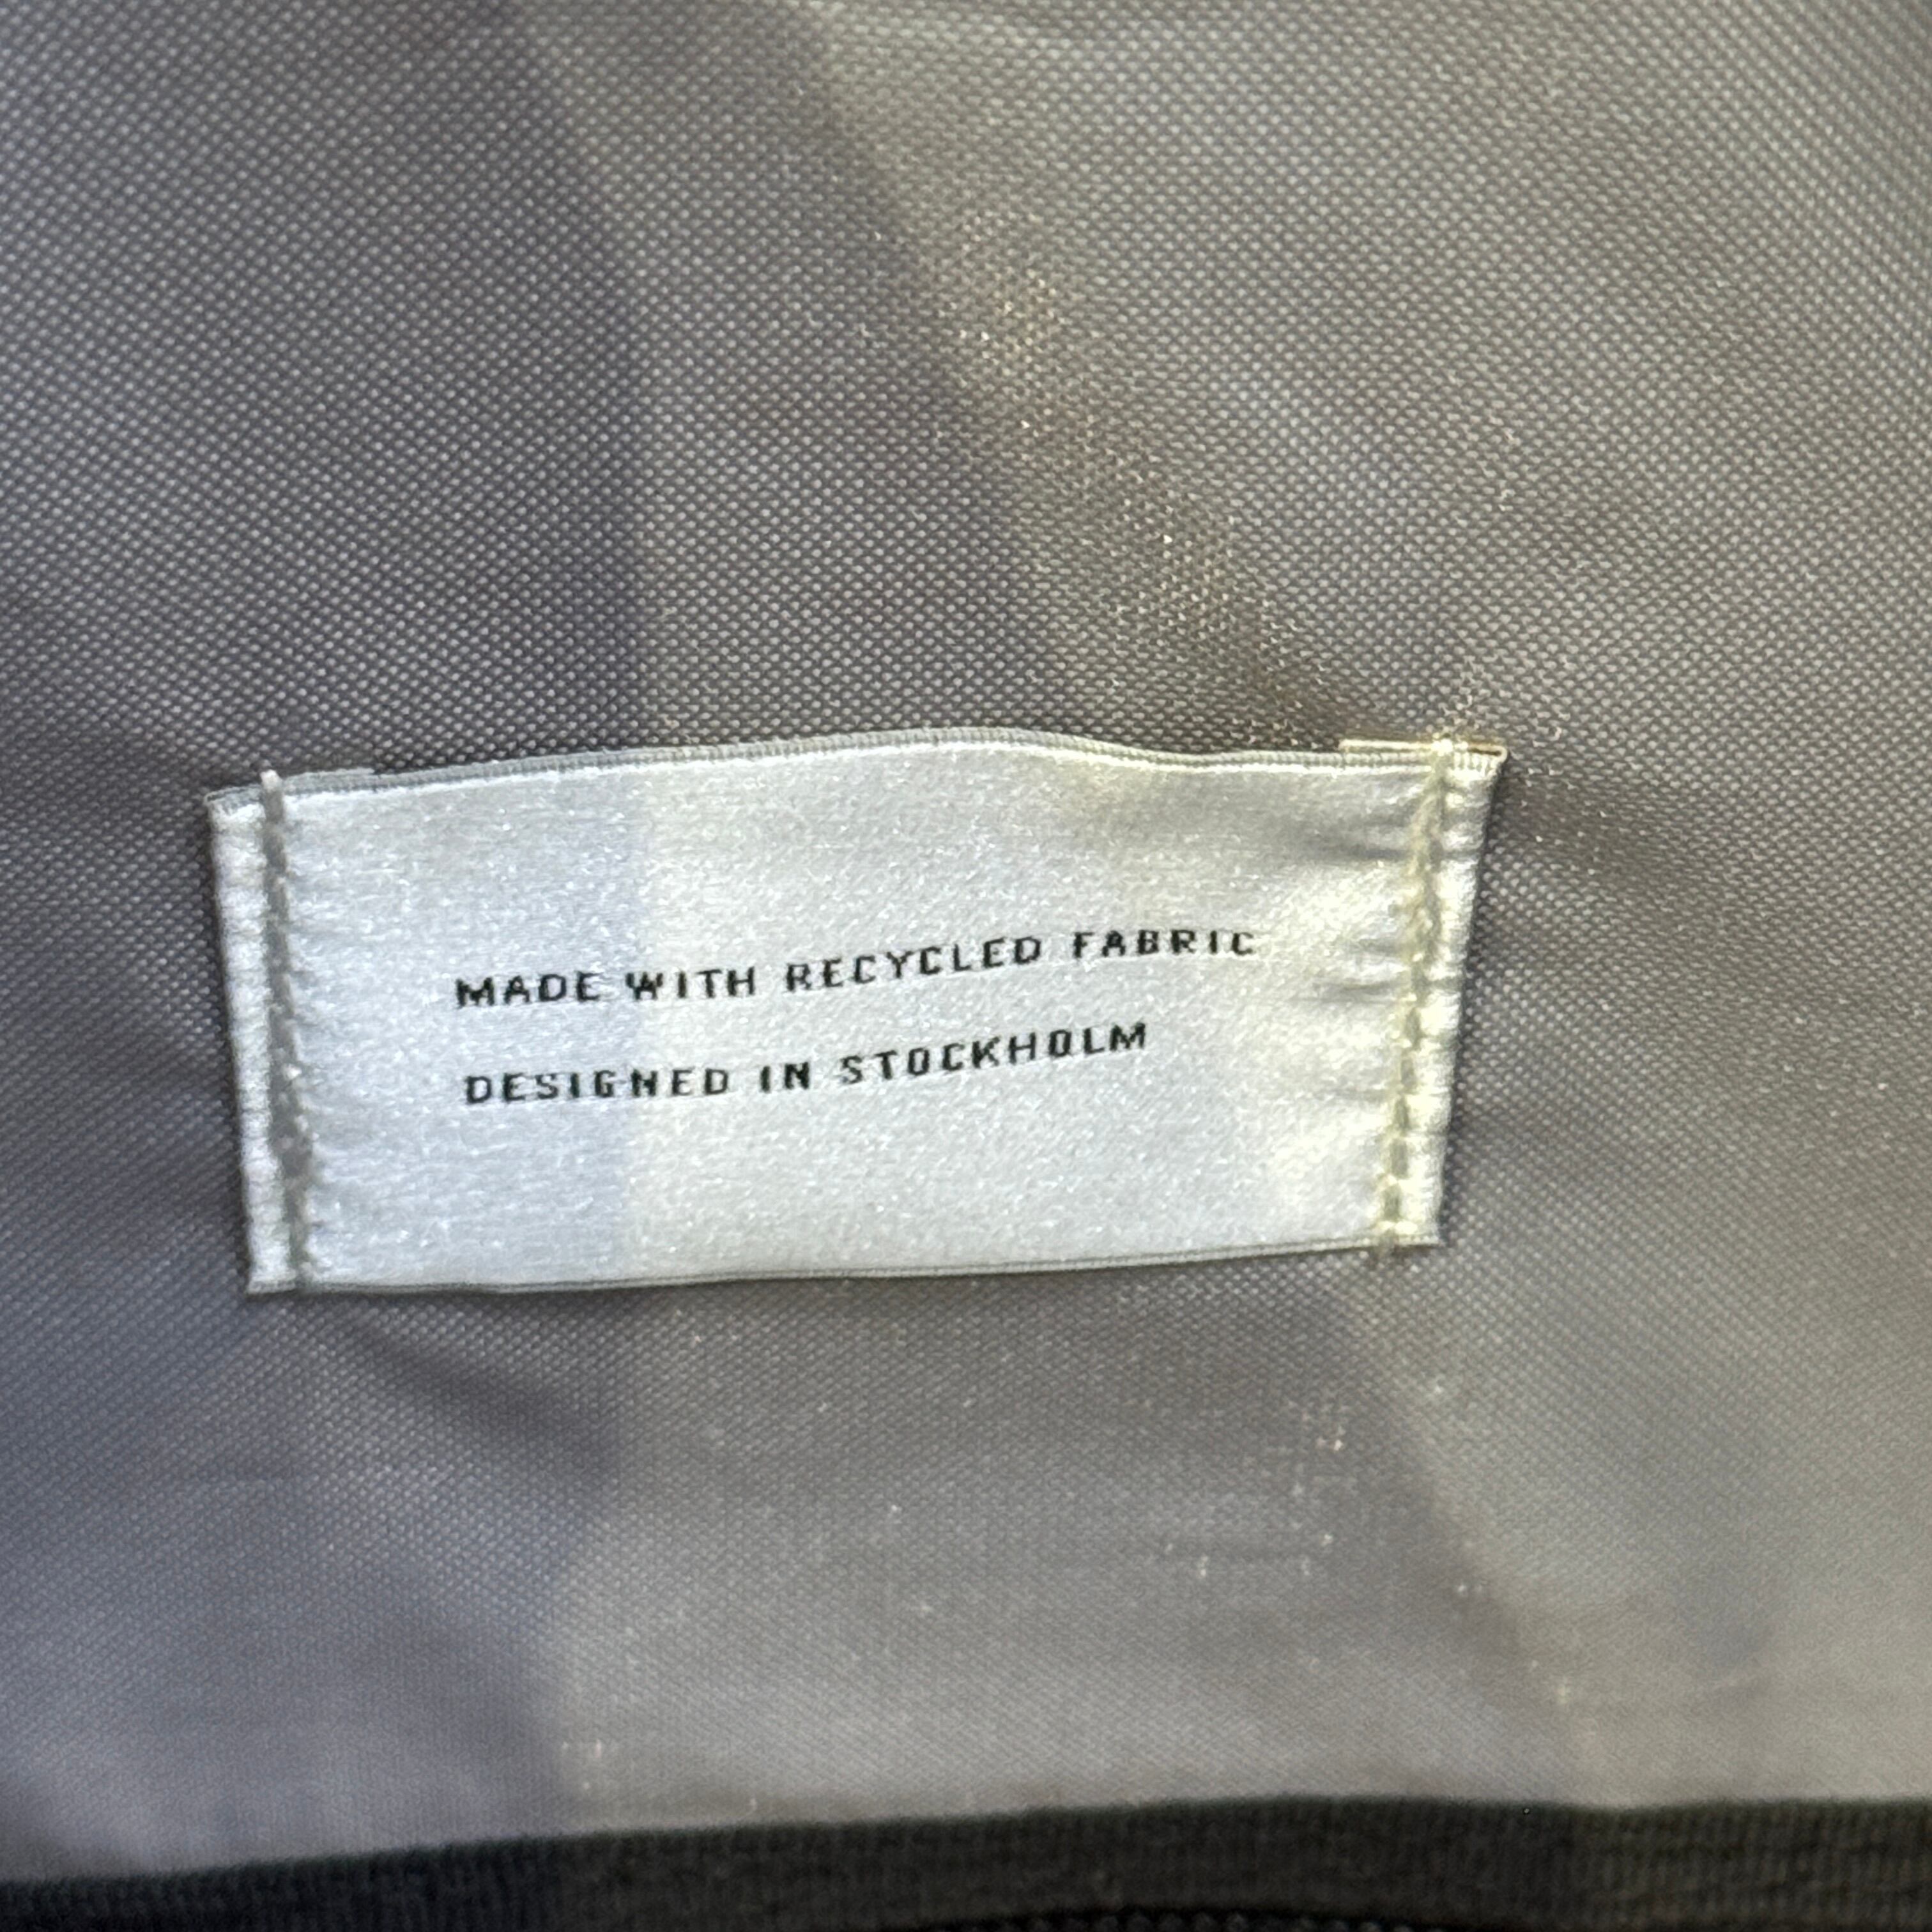 MADE WITH RECYCLED FABRIC
DESIGNED IN STOCKHOLM